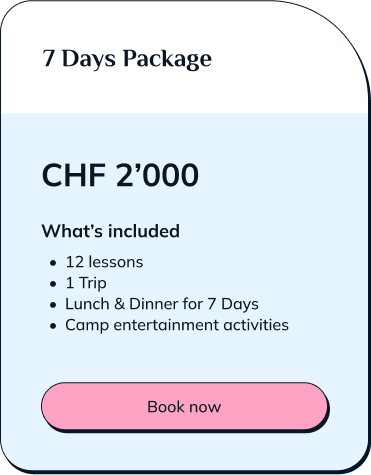 7 Days Package
CHF 2’000
What’s included
• 12 lessons
• 1 Trip
• Lunch & Dinner for 7 Days
• Camp entertainment activities
Book now